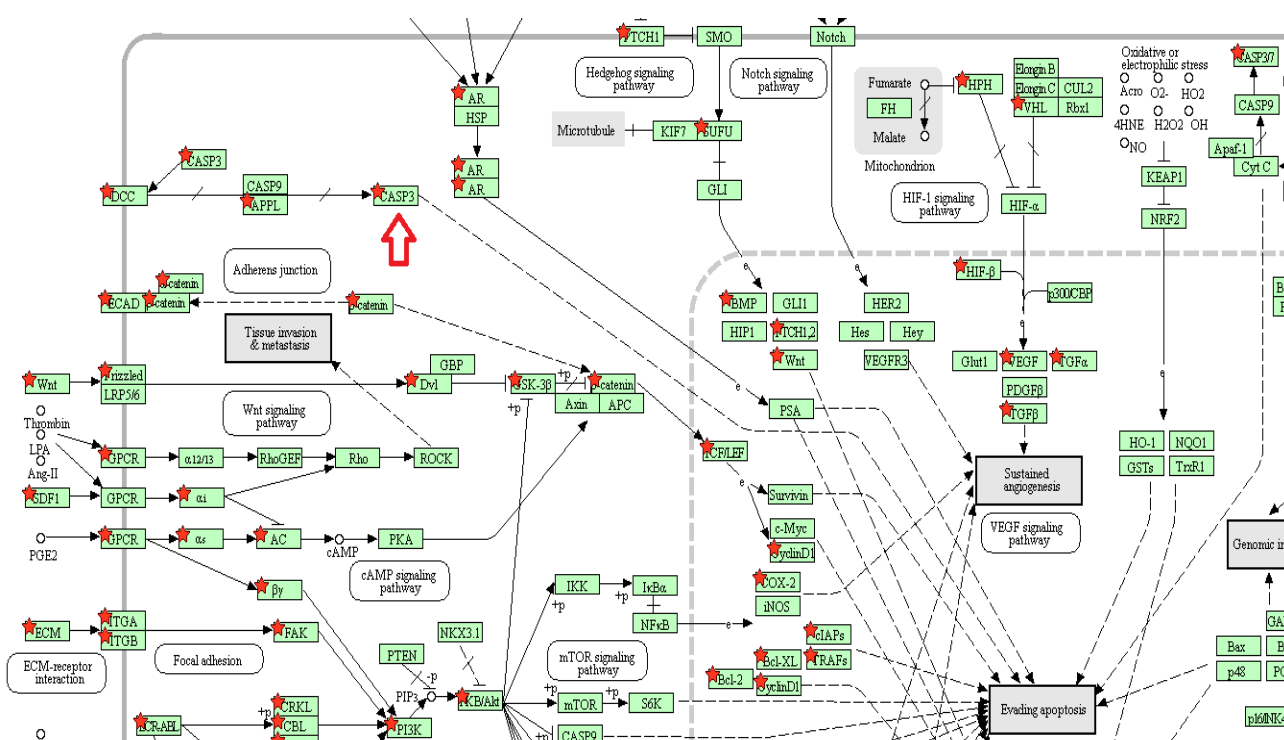 PTCH1
SMO
Notch
Hedgehog signaling
pathway
Notch signaling
pathway
Oxidative or
electrophilic stress
Acro O2- HO2
4HNE H2O2 OH
NO
CASP3/7
CASP9
Apaf-1
Cyt C
AR
HSP
AR
AR
Microtubule
KIF7 SUFU
GLI
Fumarate
FH
Malate
Mitochondrion
HPH
Elongin B
Elongin C CUL2
VHL Rbx1
HIF-1 signaling
pathway
HIF-α
KEAP1
NRF2
CASP3
DCC
CASP9
APPL
CASP3
Adherens junction
β-catenin
ECAD β-catenin
β-catenin
Tissue invasion
& metastasis
e
e
HIF-β
p300/CBP
e
BMP GLI1
HIP1 PTCH1,2
Wnt
HER2
Hes Hey
VEGFR3
Glut1 VEGF TGFα
PDGFβ
TGFβ
e
Wnt
Frizzled
LRP5/6
GBP
Dvl
GSK-3β
+p
+p
β-catenin
Axin APC
Wnt signaling
pathway
e
PSA
Thrombin
LPA
Ang-II
GPCR
α12/13
RhoGEF
Rho
ROCK
TCF/LEF
e
HO-1 NQO1
GSTs TrxR1
Sustained
angiogenesis
SDF1
GPCR
αi
Survivin
c-Myc
CyclinD1
VEGF signaling
pathway
PGE2
GPCR
αs
AC
cAMP
PKA
cAMP signaling
pathway
βγ
IKK
+p
+p
IκBα
NFκB
e
COX-2
iNOS
Genomic in
ECM
ITGA
ITGB
FAK
ECM-receptor
interaction
Focal adhesion
NKX3.1
PTEN
-p
PIP3
PKB/Akt
mTOR signaling
pathway
cIAPs
Bcl-XL TRAFs
Bcl-2
CyclinD1
Bax
p48
GA
B
+p
mTOR
+p
S6K
Evading apoptosis
CRKL
+p
CBL
BCR-ABL
PI3K
+p
CASP9
p16INK4